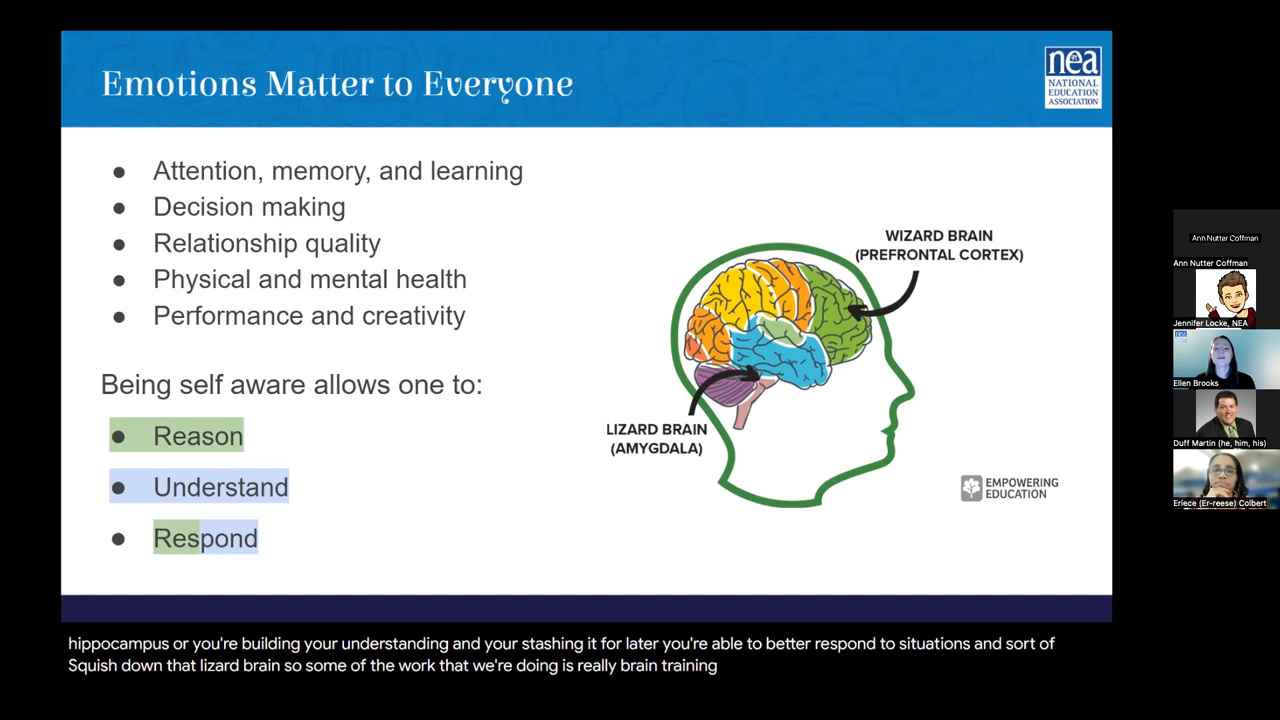 Emotions Matter to Everyone
nea
NATIONAL
EDUCATION
ASSOCIATION
● Attention, memory, and learning
● Decision making
● Relationship quality
● Physical and mental health
● Performance and creativity
Being self aware allows one to:
● Reason
● Understand
● Respond
WIZARD BRAIN
(PREFRONTAL CORTEX)
LIZARD BRAIN
(AMYGDALA)
EMPOWERING
EDUCATION
Ann Nutter Coffman
Ann Nutter Coffman
Jennifer Locke, NEA
nea
Ellen Brooks
Duff Martin (he, him, his)
Eriece (Er-reese) Colbert
hippocampus or you're building your understanding and your stashing it for later you're able to better respond to situations and sort of
Squish down that lizard brain so some of the work that we're doing is really brain training